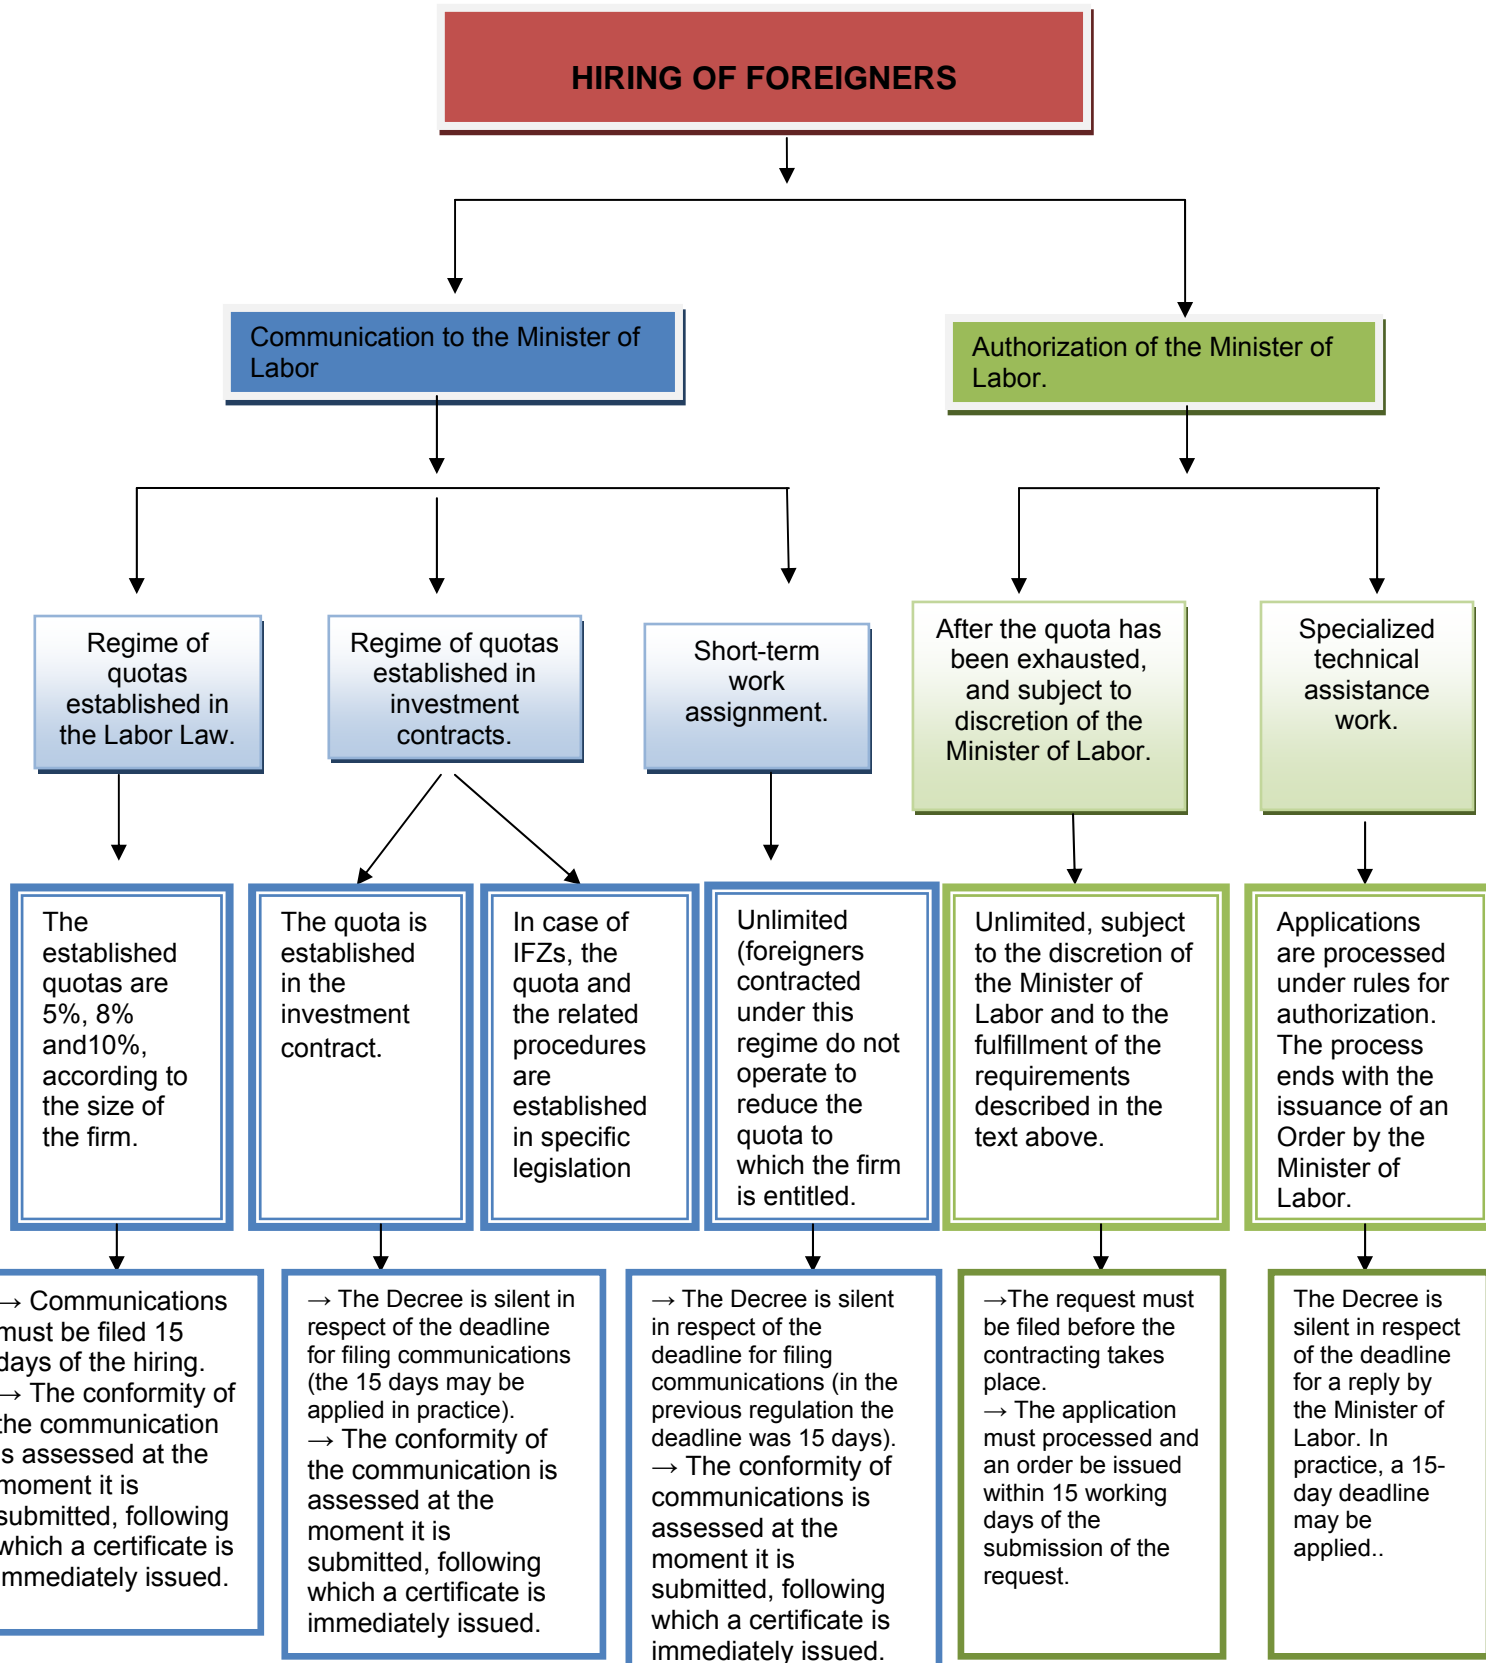 HIRING OF FOREIGNERS
Communication to the Minister of
Labor
Authorization of the Minister of
Labor.
Regime of
quotas
established in
the Labor Law.
Regime of quotas
established in
investment
contracts.
Short-term
work
assignment.
After the quota has
been exhausted,
and subject to
discretion of the
Minister of Labor.
Specialized
technical
assistance
work.
The
established
quotas are
5%, 8%
and10%,
according to
the size of
the firm.
The quota is
established
in the
investment
contract.
In case of
IFZs, the
quota and
the related
procedures
are
established
in specific
legislation
Unlimited
(foreigners
contracted
under this
regime do not
operate to
reduce the
quota to
which the firm
is entitled.
Unlimited, subject
to the discretion of
the Minister of
Labor and to the
fulfillment of the
requirements
described in the
text above.
Applications
are processed
under rules for
authorization.
The process
ends with the
issuance of an
Order by the
Minister of
Labor.
→ Communications
must be filed 15
days of the hiring.
→ The conformity of
the communication
is assessed at the
moment it is
submitted, following
which a certificate is
immediately issued.
→ The Decree is silent in
respect of the deadline
for filing communications
(the 15 days may be
applied in practice).
→ The conformity of
the communication is
assessed at the
moment it is
submitted, following
which a certificate is
immediately issued.
→ The Decree is silent
in respect of the
deadline for filing
communications (in the
previous regulation the
deadline was 15 days).
→ The conformity of
communications is
assessed at the
moment it is
submitted, following
which a certificate is
immediately issued.
→The request must
be filed before the
contracting takes
place.
→ The application
must processed and
an order be issued
within 15 working
days of the
submission of the
request.
The Decree is
silent in respect
of the deadline
for a reply by
the Minister of
Labor. In
practice, a 15-
day deadline
may be
applied..